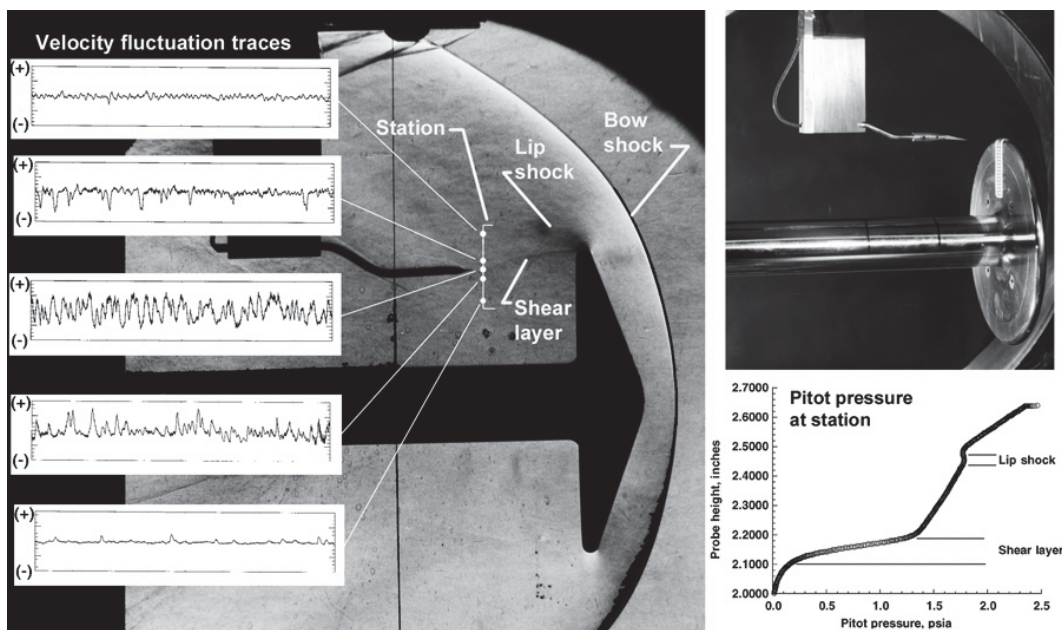 Velocity fluctuation traces
(+)
(-)
(+)
(-)
(+)
(-)
(+)
(-)
(+)
(-)
Station
Lip
shock
Bow
shock
Shear
layer
Pitot pressure
at station
Probe height, inches
2.7000
2.6000
2.5000
2.4000
2.3000
2.2000
2.1000
2.0000
Lip shock
Shear layer
0.0
0.5
1.0
1.5
2.0
2.5
Pitot pressure, psia